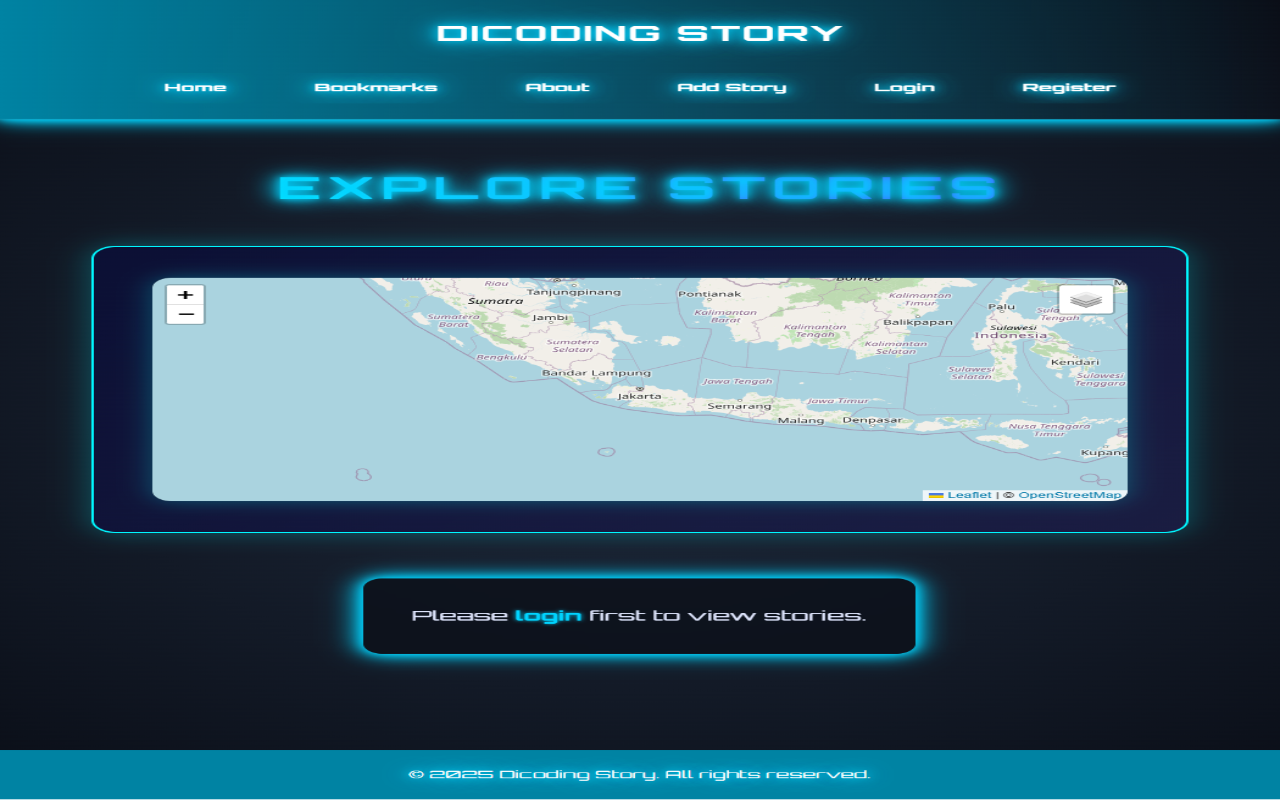 DICODING STORY
Home Bookmarks About Add Story Login Register
EXPLORE STORIES
+
−
Riau
Tanjungpinang
Sumatra
Sumatera
Barat
Jambi
Sumatera
Selatan
Bengkulu
Bandar Lampung
Jakarta
Jawa Tengah
Semarang
Jawa Timur
Malang
Denpasar
Borneo
Pontianak
Kalimantan
Barat
Kalimantan
Tengah
Kalimantan
Timur
Balikpapan
Kalimantan
Selatan
Palu
Tengah
Sulawesi
Indonesia
Kendari
Sulawesi
Selatan
Sulawesi
Tenggara
Nusa Tenggara
Timur
Kupang
Leaflet | © OpenStreetMap
Please login first to view stories.
© 2025 Dicoding Story. All rights reserved.